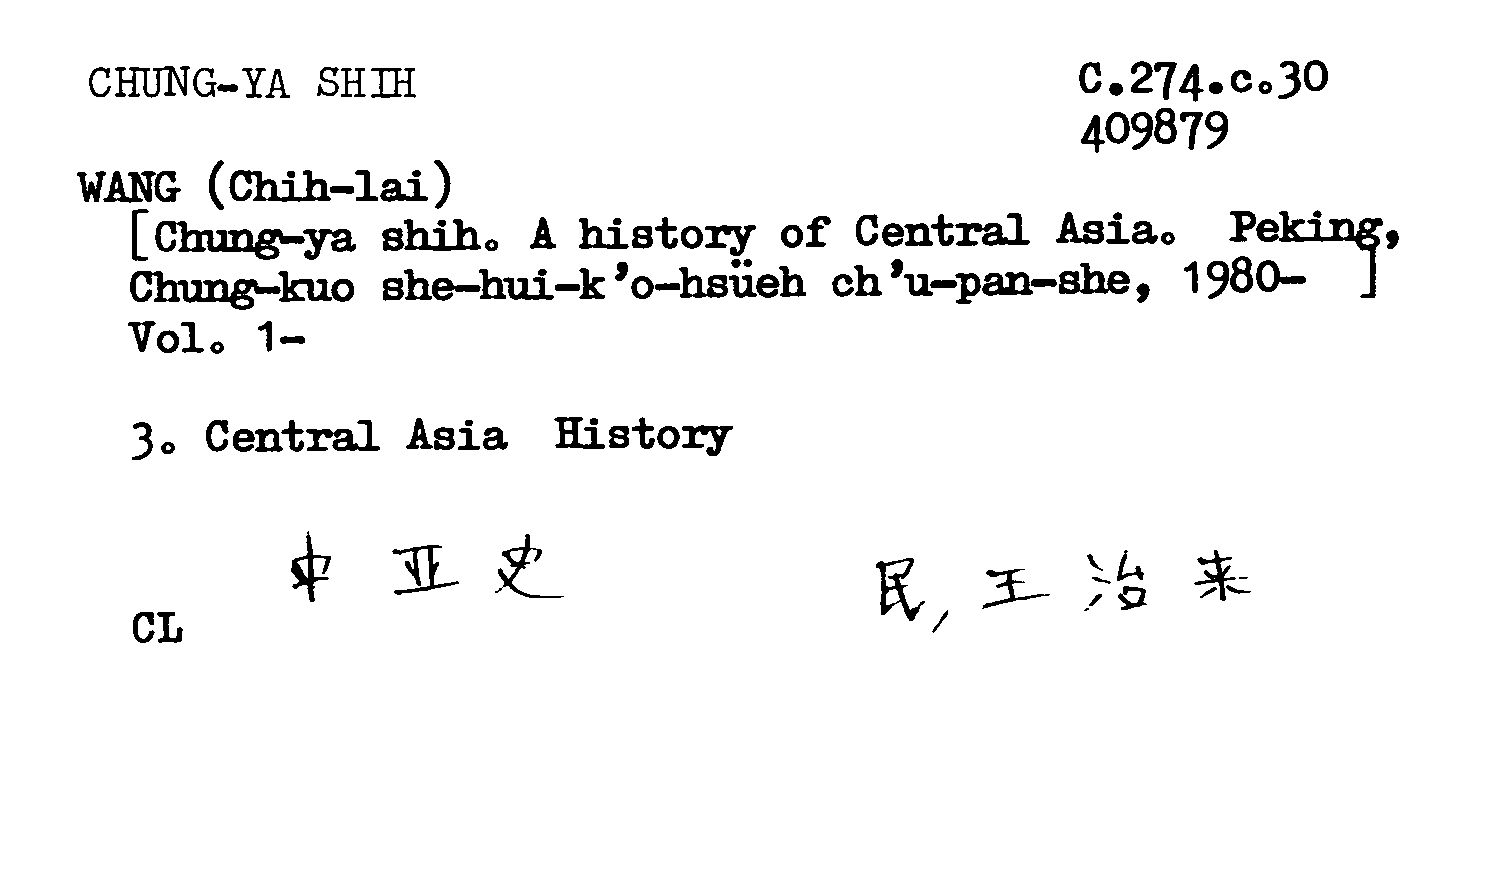 CHUNG-YA SHIH C.274.c.30
409879
WANG (Chih-lai)
[Chung-ya shih. A history of Central Asia. Peking,
Chung-kuo she-hui-k'o-hsüeh ch'u-pan-she, 1980- ]
Vol. 1-
3. Central Asia History
中亚史 民, 王治来
CL